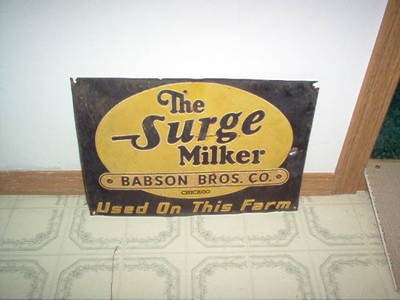 The
Surge
Milker
• BABSON BROS. CO. •
CHICAGO
Used On This Farm